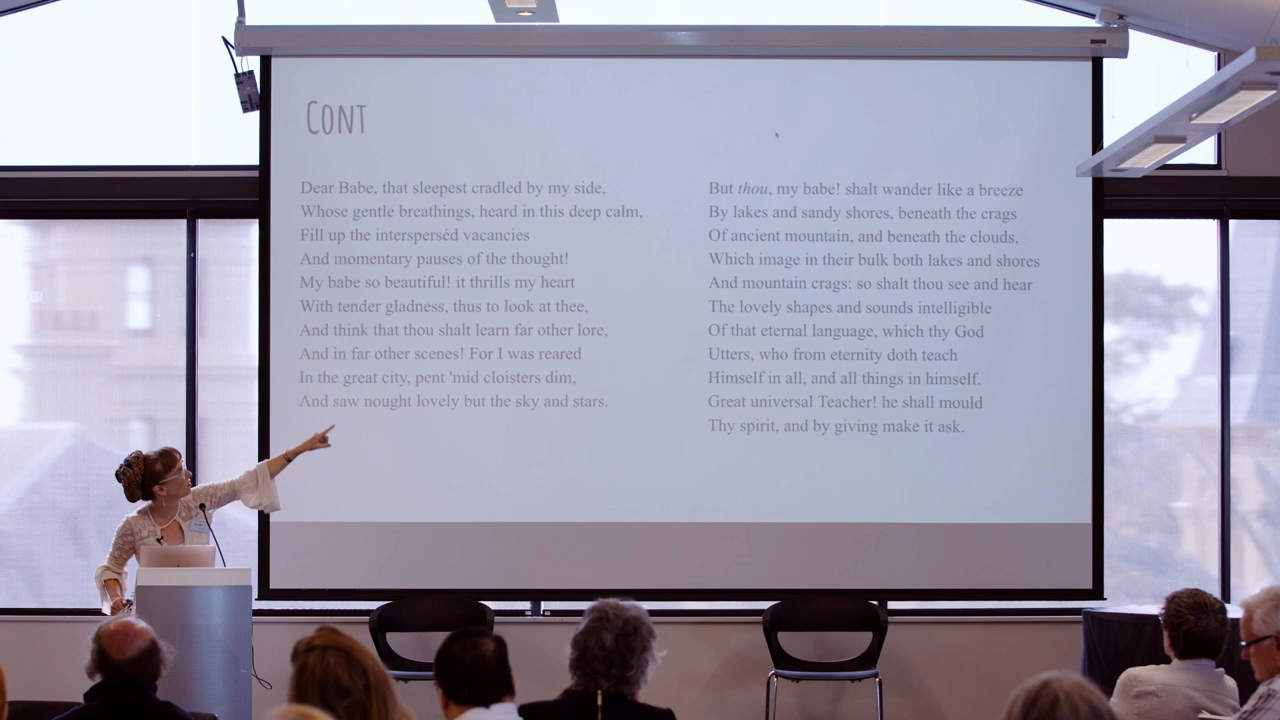 Cont
Dear Babe, that sleepest cradled by my side,
Whose gentle breathings, heard in this deep calm,
Fill up the intersperséd vacancies
And momentary pauses of the thought!
My babe so beautiful! it thrills my heart
With tender gladness, thus to look at thee,
And think that thou shalt learn far other lore,
And in far other scenes! For I was reared
In the great city, pent 'mid cloisters dim,
And saw nought lovely but the sky and stars.
But thou, my babe! shalt wander like a breeze
By lakes and sandy shores, beneath the crags
Of ancient mountain, and beneath the clouds,
Which image in their bulk both lakes and shores
And mountain crags: so shalt thou see and hear
The lovely shapes and sounds intelligible
Of that eternal language, which thy God
Utters, who from eternity doth teach
Himself in all, and all things in himself.
Great universal Teacher! he shall mould
Thy spirit, and by giving make it ask.